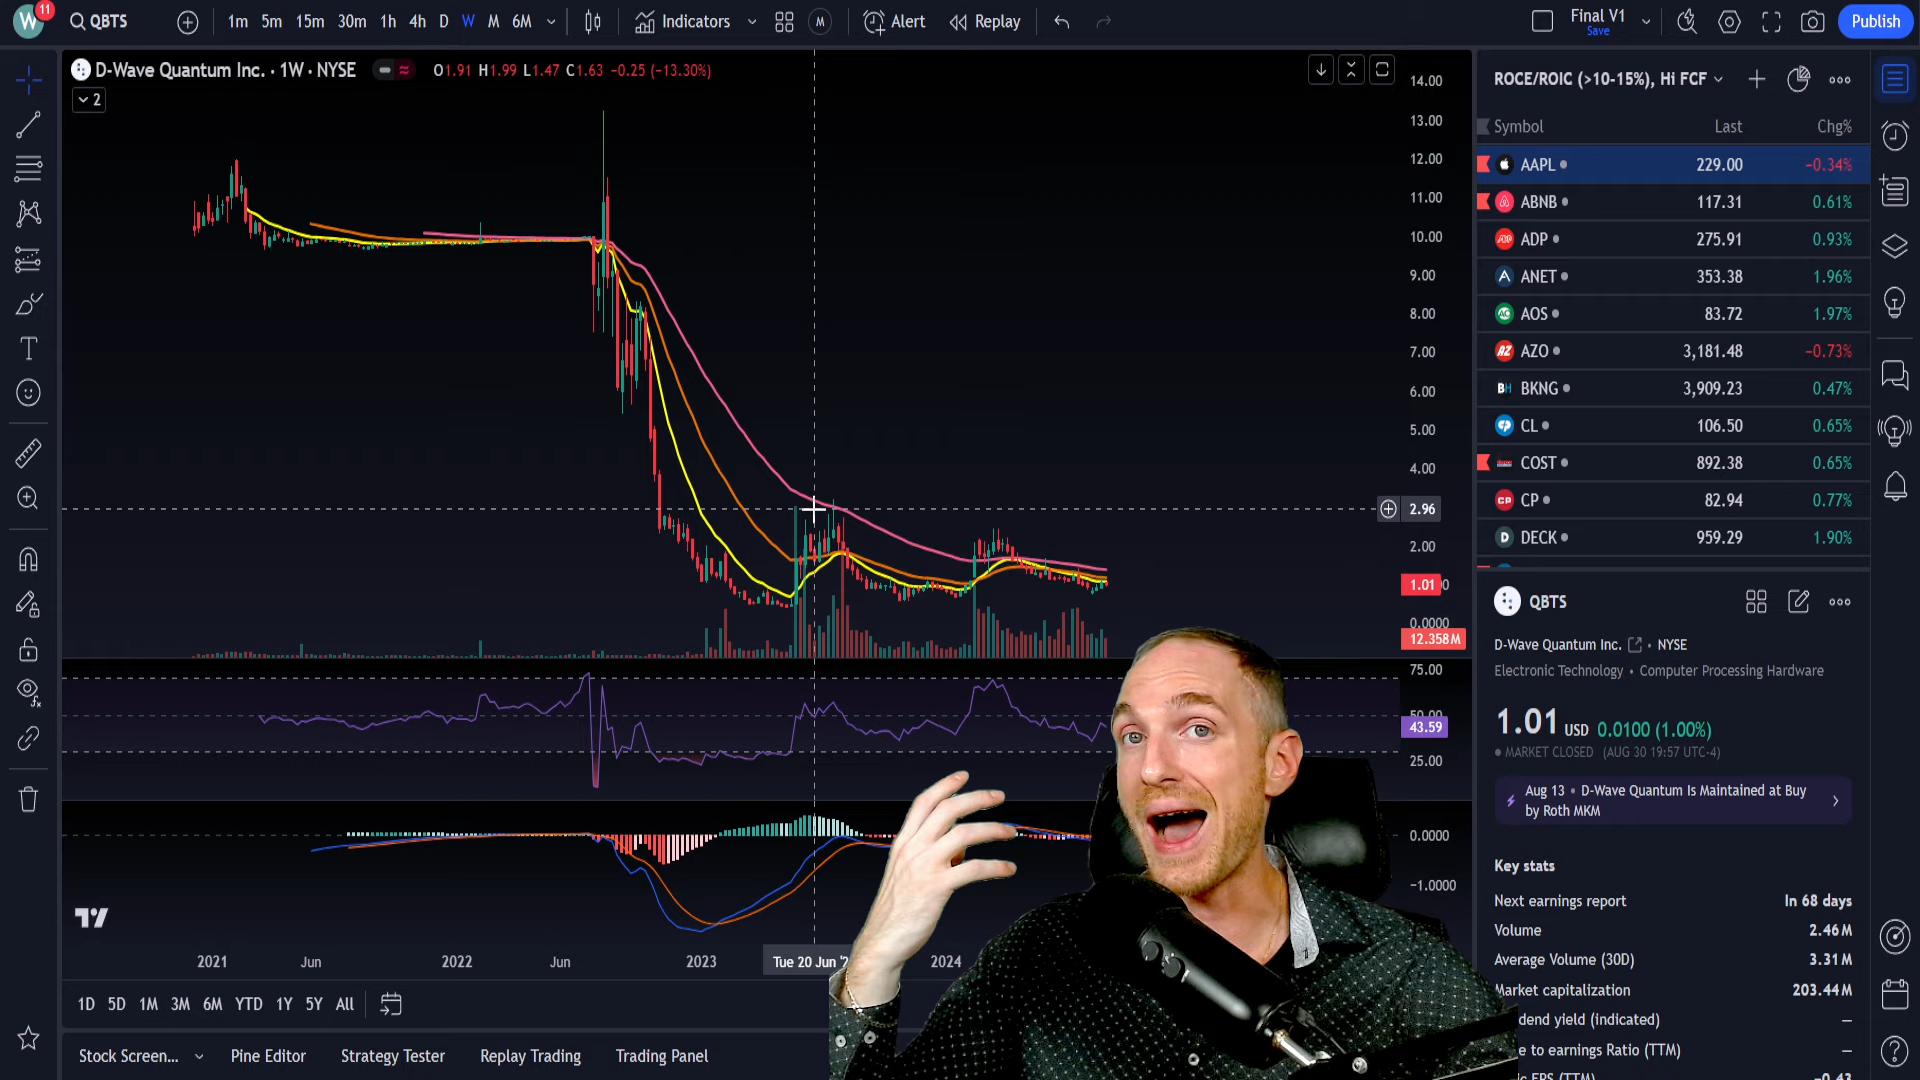 W 11 QBTS 1m 5m 15m 30m 1h 4h D W M 6M Indicators M Alert Replay Final V1 Save Publish
D-Wave Quantum Inc. · 1W · NYSE O1.91 H1.99 L1.47 C1.63 −0.25 (−13.30%)
2
14.00
13.00
12.00
11.00
10.00
9.00
8.00
7.00
6.00
5.00
4.00
2.96
2.00
1.01
0.0000
12.358M
75.00
43.59
25.00
0.0000
−1.0000
2021 Jun 2022 Jun 2023 Tue 20 Jun 2024
1D 5D 1M 3M 6M YTD 1Y 5Y All
Stock Screen... Pine Editor Strategy Tester Replay Trading Trading Panel
ROCE/ROIC (>10-15%), Hi FCF
Symbol Last Chg%
AAPL 229.00 −0.34%
ABNB 117.31 0.61%
ADP 275.91 0.93%
ANET 353.38 1.96%
AOS 83.72 1.97%
AZO 3,181.48 −0.73%
BKNG 3,909.23 0.47%
CL 106.50 0.65%
COST 892.38 0.65%
CP 82.94 0.77%
DECK 959.29 1.90%
QBTS
D-Wave Quantum Inc. · NYSE
Electronic Technology • Computer Processing Hardware
1.01 USD 0.0100 (1.00%)
MARKET CLOSED (AUG 30 19:57 UTC-4)
Aug 13 • D-Wave Quantum Is Maintained at Buy
by Roth MKM
Key stats
Next earnings report In 68 days
Volume 2.46M
Average Volume (30D) 3.31M
Market capitalization 203.44M
dend yield (indicated) —
e to earnings Ratio (TTM) —